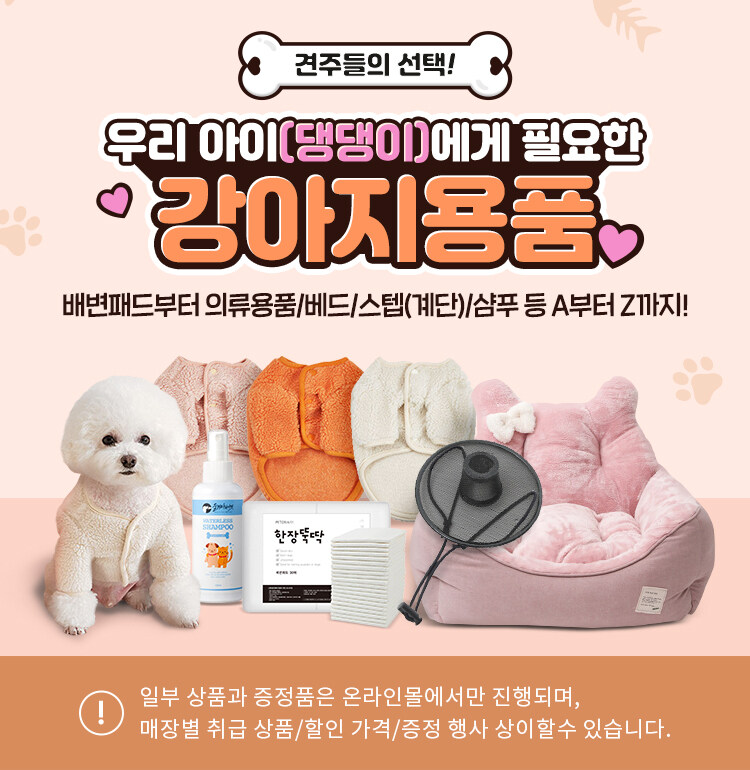 견주들의 선택!
우리 아이(댕댕이)에게 필요한
강아지용품
배변패드부터 의류용품/베드/스텝(계단)/샴푸 등 A부터 Z까지!
WATERLESS
SHAMPOO
한장뚝딱
일부 상품과 증정품은 온라인몰에서만 진행되며,
매장별 취급 상품/할인 가격/증정 행사 상이할수 있습니다.